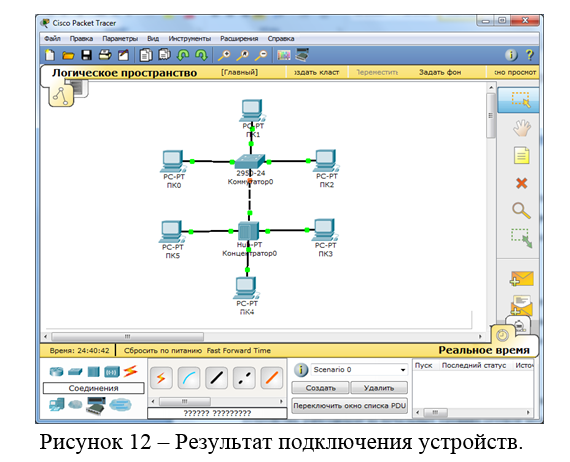 Cisco Packet Tracer
Файл Правка Параметры Вид Инструменты Расширения Справка
Логическое пространство [Главный] здать класт Переместить Задать фон но просмот
PC-PT
ПК1
PC-PT
ПК0
2950-24
Коммутатор0
PC-PT
ПК2
PC-PT
ПК5
Hub-PT
Концентратор0
PC-PT
ПК3
PC-PT
ПК4
Время: 24:40:42 Сбросить по питанию Fast Forward Time Реальное время
Scenario 0
Пуск Последний статус Исто
Соединения
Создать Удалить
?????? ?????????
Переключить окно списка PDU
Рисунок 12 – Результат подключения устройств.